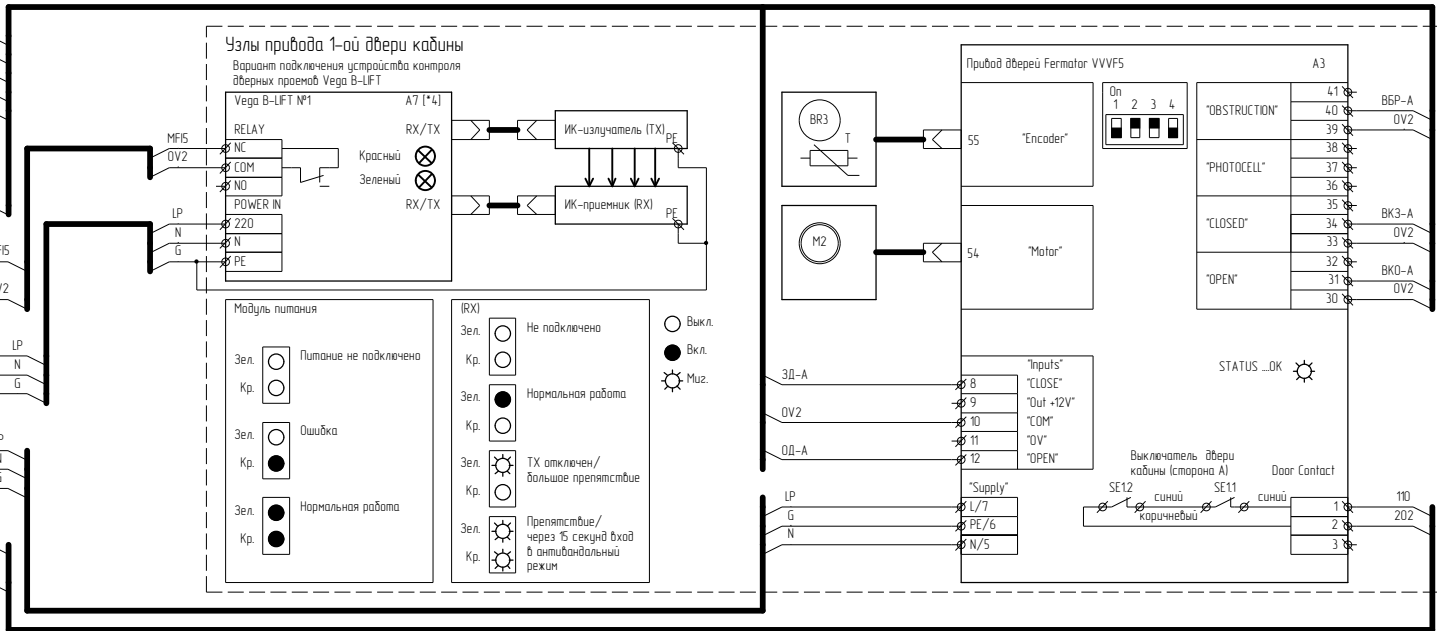 Узлы привода 1-ой двери кабины
Вариант подключения устройства контроля
дверных проемов Vega B-LIFT
Vega B-LIFT №1
A7 [*4]
RELAY
NC
COM
NO
POWER IN
220
N
PE
RX/TX
Красный
Зеленый
RX/TX
ИК-излучатель (TX)
PE
ИК-приемник (RX)
PE
MFI5
0V2
LP
N
G
LP
N
G
Модуль питания
Зел.
Питание не подключено
Кр.
Зел.
Ошибка
Кр.
Зел.
Нормальная работа
Кр.
(RX)
Зел.
Не подключено
Кр.
Зел.
Нормальная работа
Кр.
Зел.
TX отключен/
большое препятствие
Кр.
Зел.
Препятствие/
через 15 секунд вход
в антивандальный
режим
Кр.
Выкл.
Вкл.
Миг.
BR3
T
M2
Привод дверей Fermator VVVF5
A3
55
"Encoder"
54
"Motor"
On
1 2 3 4
"OBSTRUCTION"
"PHOTOCELL"
"CLOSED"
"OPEN"
41
40
39
38
37
36
35
34
33
32
31
30
ВБР-А
0V2
ВКЗ-А
0V2
ВКО-А
0V2
STATUS ....OK
ЗД-А
0V2
ОД-А
"Inputs"
8
"CLOSE"
9
"Out +12V"
10
"COM"
11
"0V"
12
"OPEN"
LP
G
N
"Supply"
L/7
PE/6
N/5
Выключатель двери
кабины (сторона А)
Door Contact
SE1.2
синий
SE1.1
синий
коричневый
1
2
3
110
202